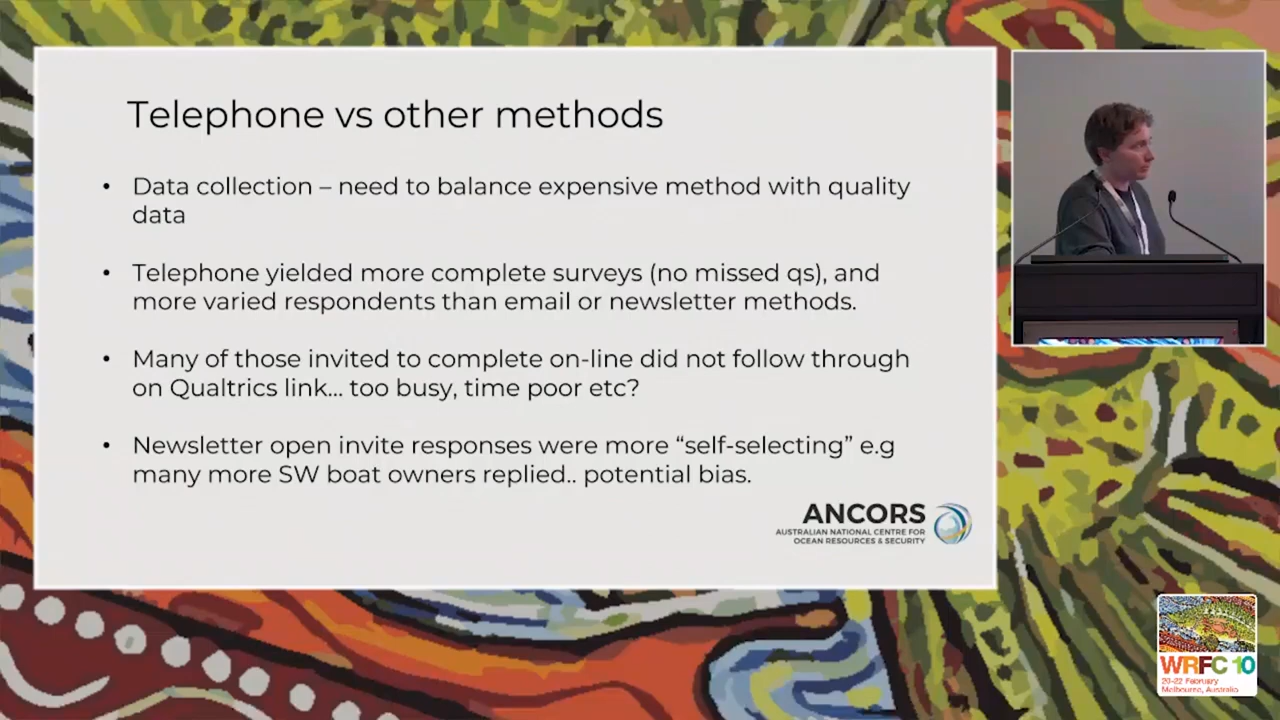 Telephone vs other methods
• Data collection – need to balance expensive method with quality
data
• Telephone yielded more complete surveys (no missed qs), and
more varied respondents than email or newsletter methods.
• Many of those invited to complete on-line did not follow through
on Qualtrics link... too busy, time poor etc?
• Newsletter open invite responses were more “self-selecting” e.g
many more SW boat owners replied.. potential bias.
ANCORS
AUSTRALIAN NATIONAL CENTRE FOR
OCEAN RESOURCES & SECURITY
WRFC 10
20-22 February
Melbourne, Australia